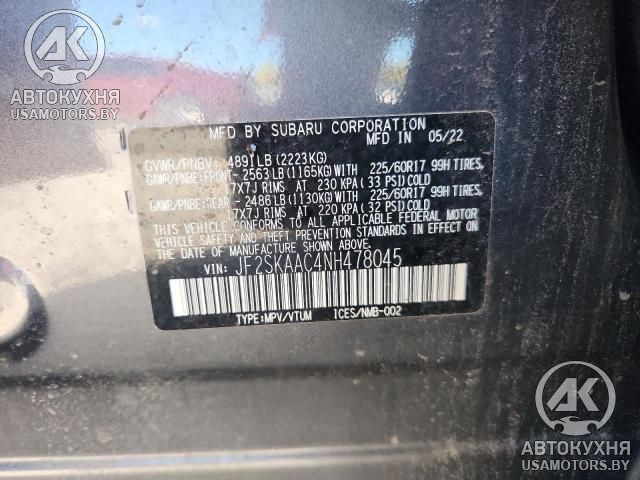 АВТОКУХНЯ
USAMOTORS.BY
MFD BY SUBARU CORPORATION
MFD IN 05/22
GVWR/PNBV: 4891LB (2223KG)
GAWR/PNBE:FRONT- 2563LB (1165KG)WITH 225/60R17 99H TIRES,
17X7J RIMS AT 230 KPA (33 PSI) COLD
GAWR/PNBE:REAR - 2486LB (1130KG)WITH 225/60R17 99H TIRES,
17X7J RIMS AT 220 KPA (32 PSI) COLD
THIS VEHICLE CONFORMS TO ALL APPLICABLE FEDERAL MOTOR
VEHICLE SAFETY AND BUMPER STANDARDS IN EFFECT ON
THE DATE OF MANUFACTURE SHOWN ABOVE.
VIN: JF2SKAAC4NH478045
TYPE:MPV/VTUM ICES/NMB-002
AK
АВТОКУХНЯ
USAMOTORS.BY